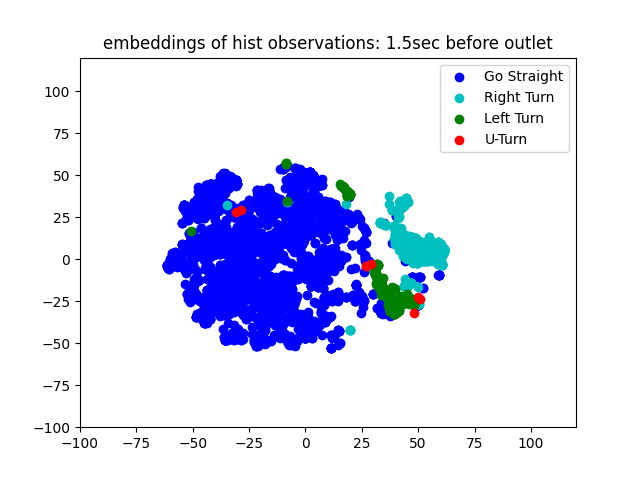 embeddings of hist observations: 1.5sec before outlet
Go Straight
Right Turn
Left Turn
U-Turn
100
75
50
25
0
−25
−50
−75
−100
−100 −75 −50 −25 0 25 50 75 100